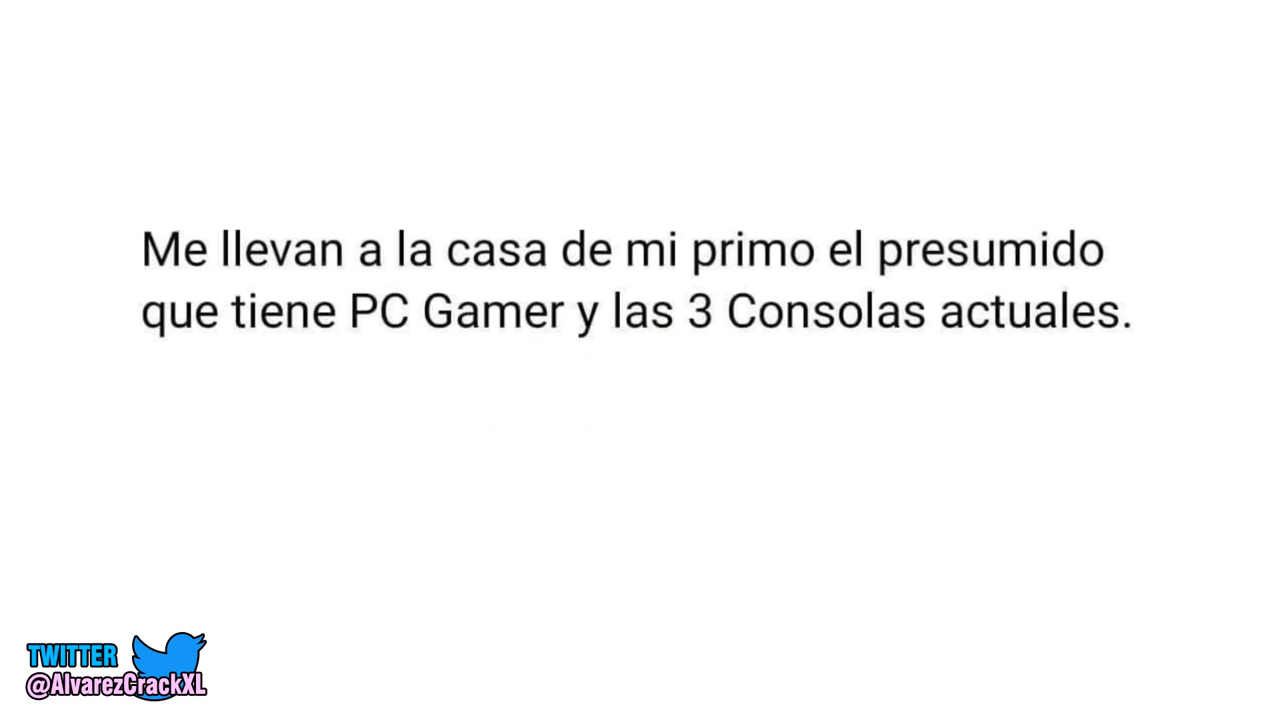 Me llevan a la casa de mi primo el presumido
que tiene PC Gamer y las 3 Consolas actuales.
TWITTER
@AlvarezCrackXL